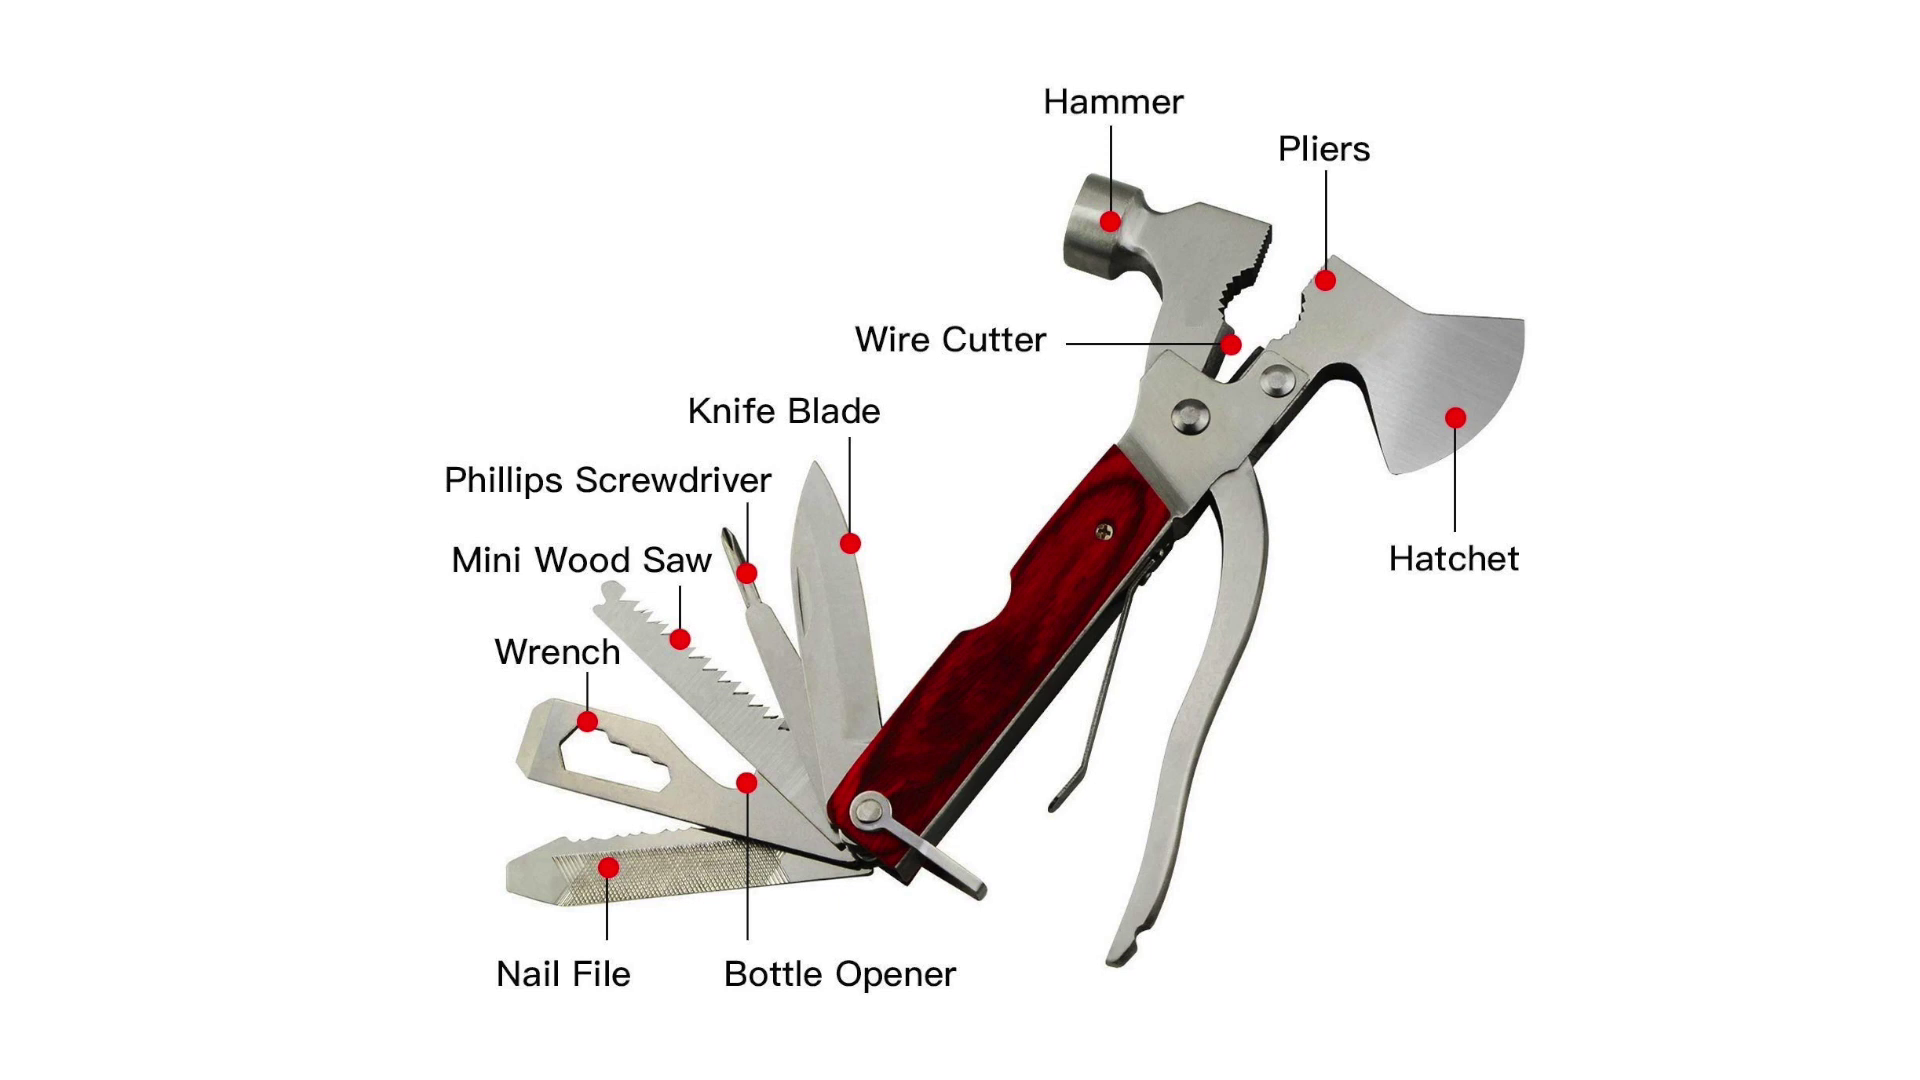 Hammer
Pliers
Wire Cutter
Knife Blade
Phillips Screwdriver
Mini Wood Saw
Hatchet
Wrench
Nail File
Bottle Opener